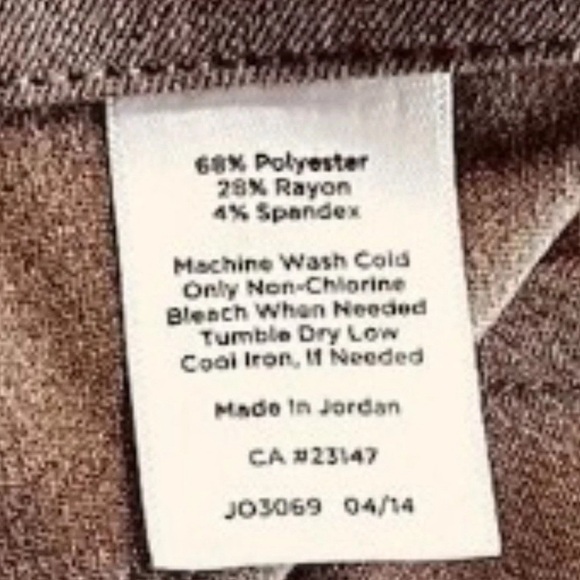 68% Polyester
28% Rayon
4% Spandex
Machine Wash Cold
Only Non-Chlorine
Bleach When Needed
Tumble Dry Low
Cool Iron, If Needed
Made In Jordan
CA #23147
JO3069 04/14